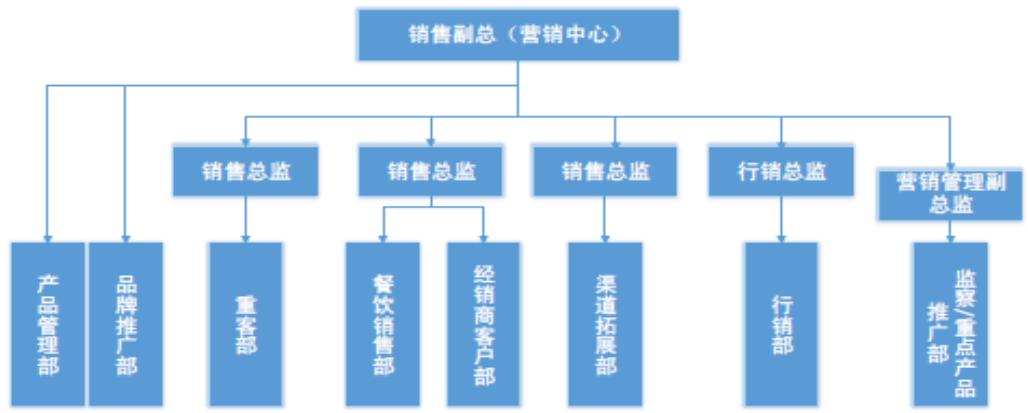 销售副总（营销中心）
销售总监
销售总监
销售总监
行销总监
营销管理副
总监
产品管理部
品牌推广部
重客部
餐饮销售部
经销商客户部
渠道拓展部
行销部
监察/重点产品
推广部